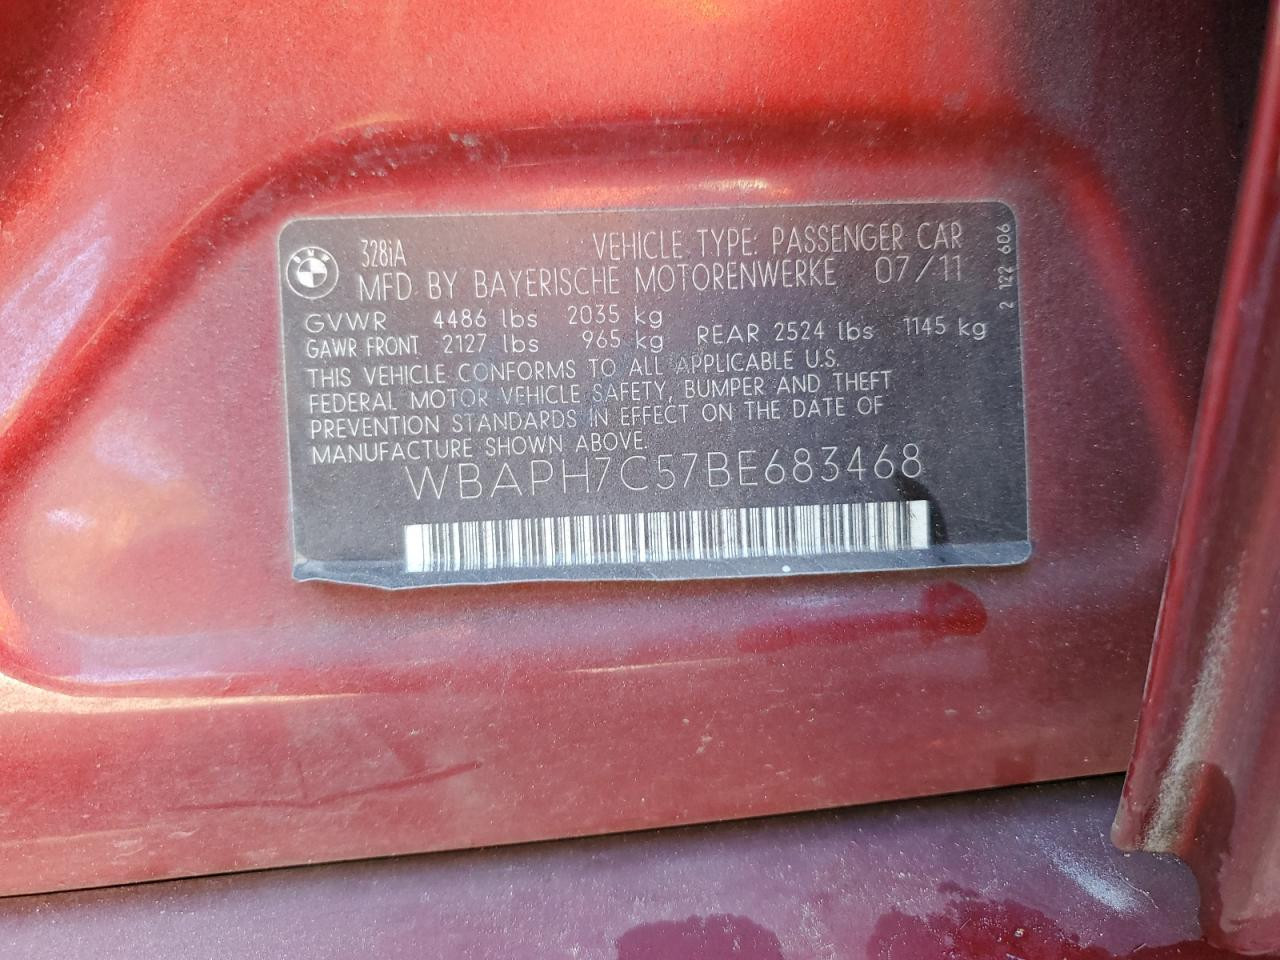 BMW
328iA VEHICLE TYPE: PASSENGER CAR
MFD BY BAYERISCHE MOTORENWERKE 07/11
GVWR 4486 lbs 2035 kg
GAWR FRONT 2127 lbs 965 kg REAR 2524 lbs 1145 kg
THIS VEHICLE CONFORMS TO ALL APPLICABLE U.S.
FEDERAL MOTOR VEHICLE SAFETY, BUMPER AND THEFT
PREVENTION STANDARDS IN EFFECT ON THE DATE OF
MANUFACTURE SHOWN ABOVE.
WBAPH7C57BE683468
2 122 606